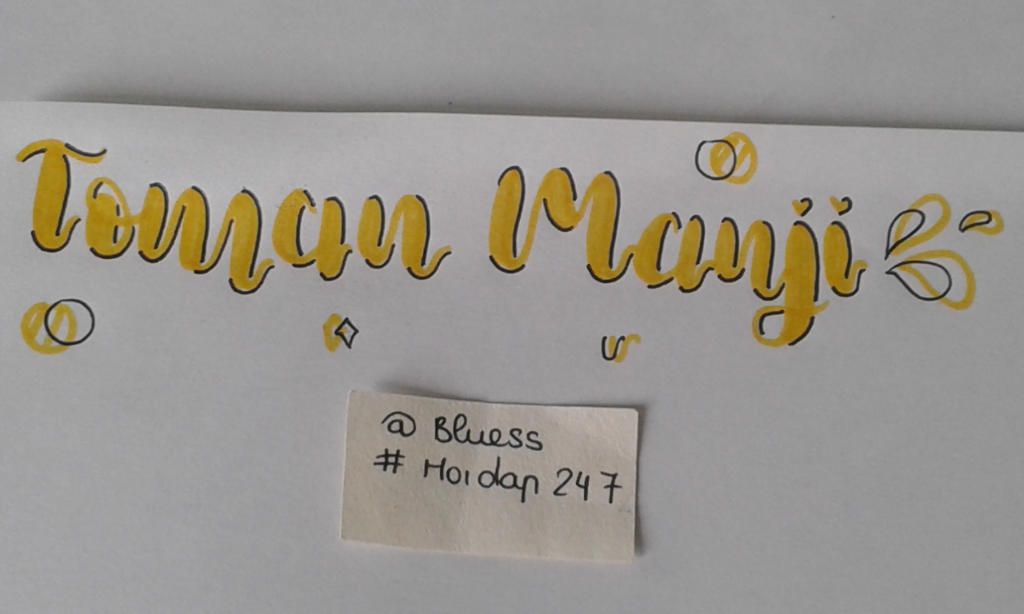 Toman Manji
@ Bluess
# Hoidap 247